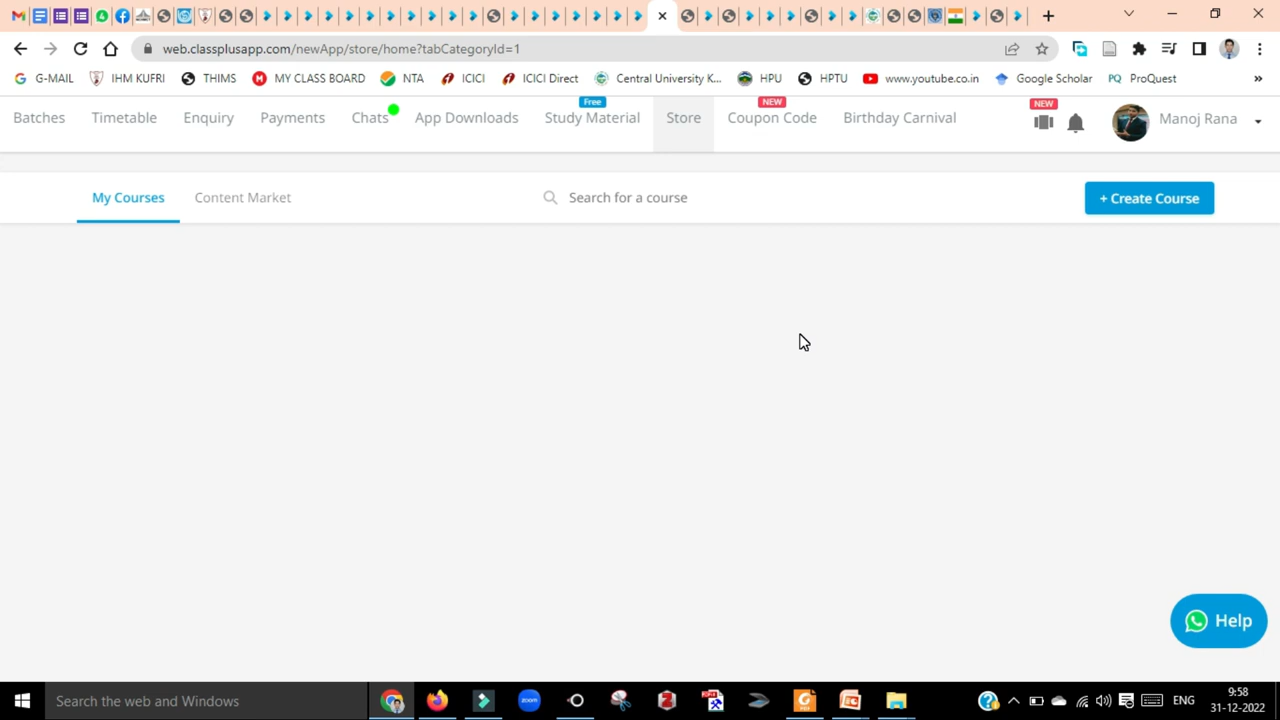 web.classplusapp.com/newApp/store/home?tabCategoryId=1
G-MAIL IHM KUFRI THIMS MY CLASS BOARD NTA ICICI ICICI Direct Central University K... HPU HPTU www.youtube.co.in Google Scholar PQ ProQuest »
Free NEW NEW
Batches Timetable Enquiry Payments Chats App Downloads Study Material Store Coupon Code Birthday Carnival Manoj Rana
My Courses Content Market Search for a course + Create Course
Help
Search the web and Windows zoom ENG 9:58
31-12-2022